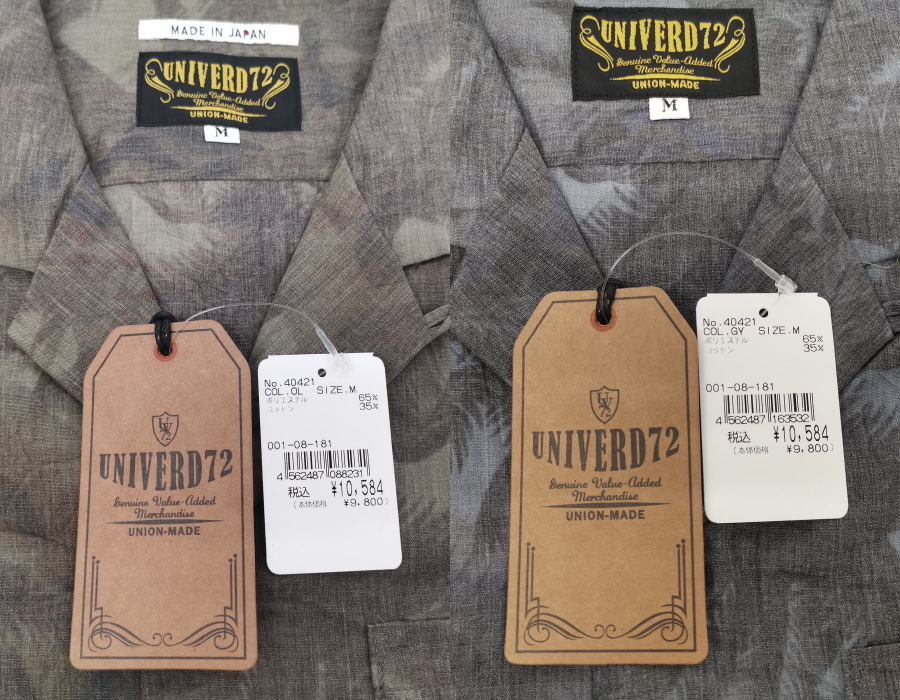 MADE IN JAPAN
UNIVERD72
Genuine Value-Added
Merchandise
UNION-MADE
M
UNIVERD72
Genuine Value-Added
Merchandise
UNION-MADE
No.40421
COL.OL SIZE.M
ポリエステル 65%
コットン 35%
001-08-181
4 562487 088231
税込 ¥10,584
(本体価格 ¥9,800)
UNIVERD72
Genuine Value-Added
Merchandise
UNION-MADE
M
UNIVERD72
Genuine Value-Added
Merchandise
UNION-MADE
No.40421
COL.GY SIZE.M
ポリエステル 65%
コットン 35%
001-08-181
4 562487 163532
税込 ¥10,584
(本体価格 ¥9,800)